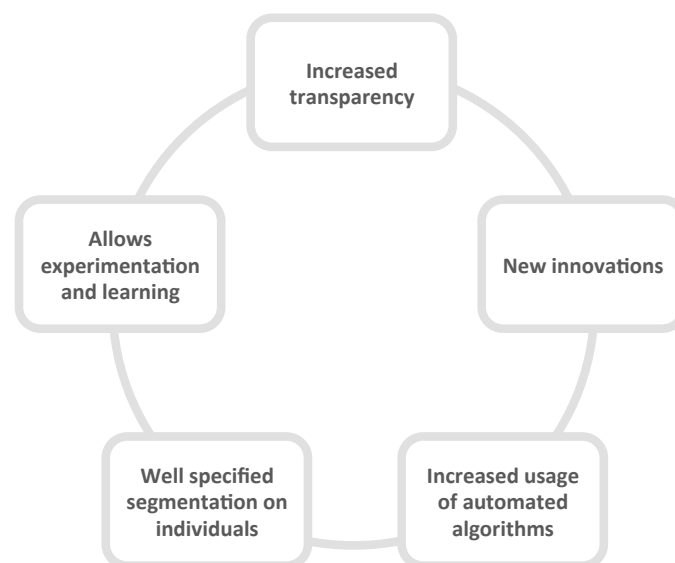 Increased
transparency
New innovations
Increased usage
of automated
algorithms
Well specified
segmentation on
individuals
Allows
experimentation
and learning